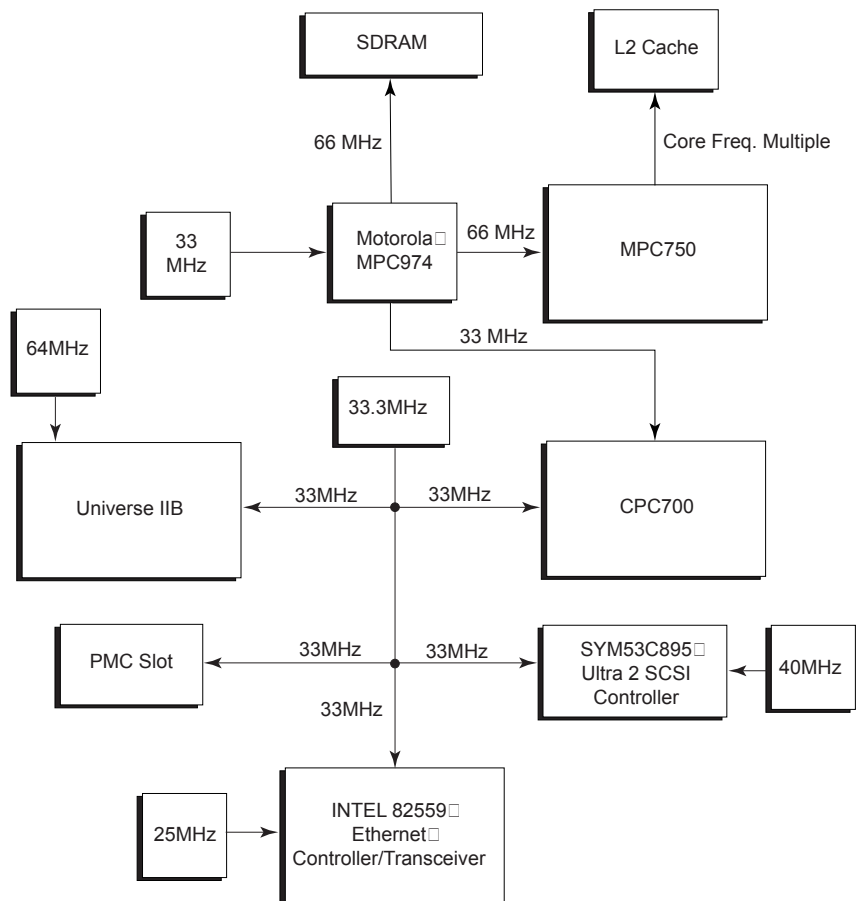 SDRAM
L2 Cache
66 MHz
Core Freq. Multiple
33
MHz
Motorola□
MPC974
66 MHz
MPC750
33 MHz
64MHz
33.3MHz
Universe IIB
33MHz
33MHz
CPC700
PMC Slot
33MHz
33MHz
SYM53C895□
Ultra 2 SCSI
Controller
40MHz
33MHz
25MHz
INTEL 82559□
Ethernet□
Controller/Transceiver